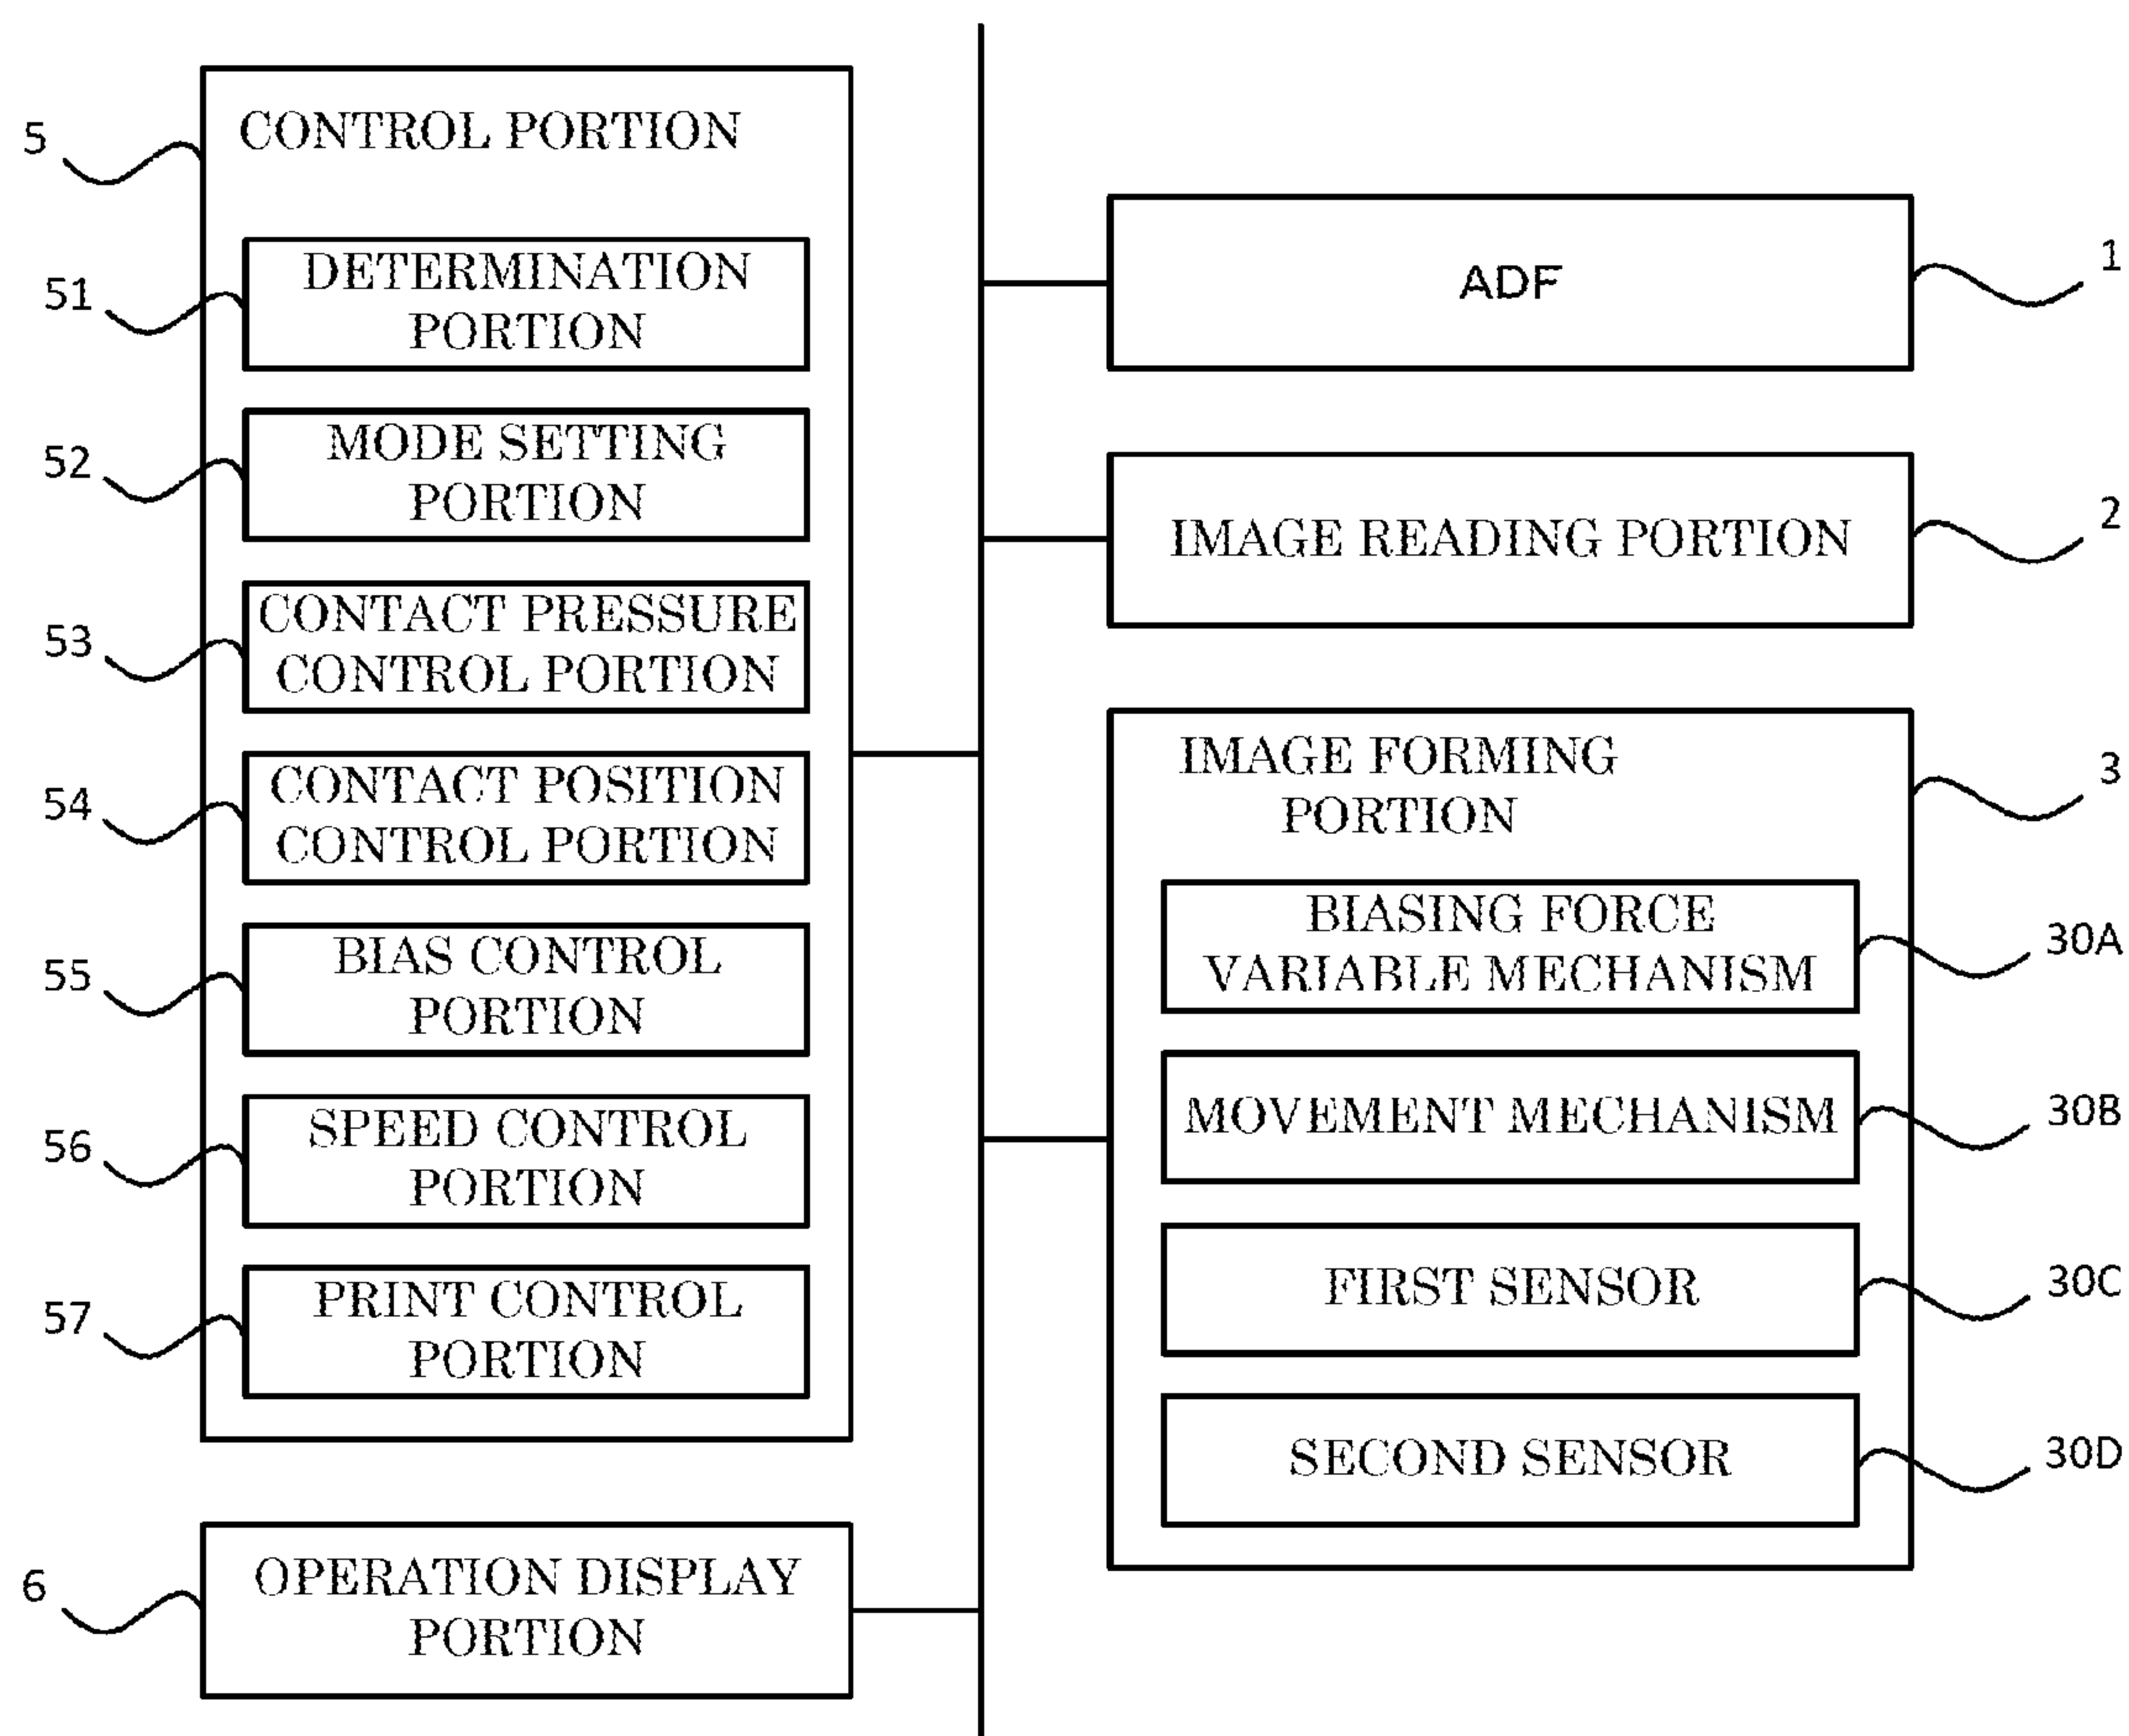 5
CONTROL PORTION
51
DETERMINATION
PORTION
52
MODE SETTING
PORTION
53
CONTACT PRESSURE
CONTROL PORTION
54
CONTACT POSITION
CONTROL PORTION
55
BIAS CONTROL
PORTION
56
SPEED CONTROL
PORTION
57
PRINT CONTROL
PORTION
6
OPERATION DISPLAY
PORTION
ADF
1
IMAGE READING PORTION
2
IMAGE FORMING
PORTION
3
BIASING FORCE
VARIABLE MECHANISM
30A
MOVEMENT MECHANISM
30B
FIRST SENSOR
30C
SECOND SENSOR
30D